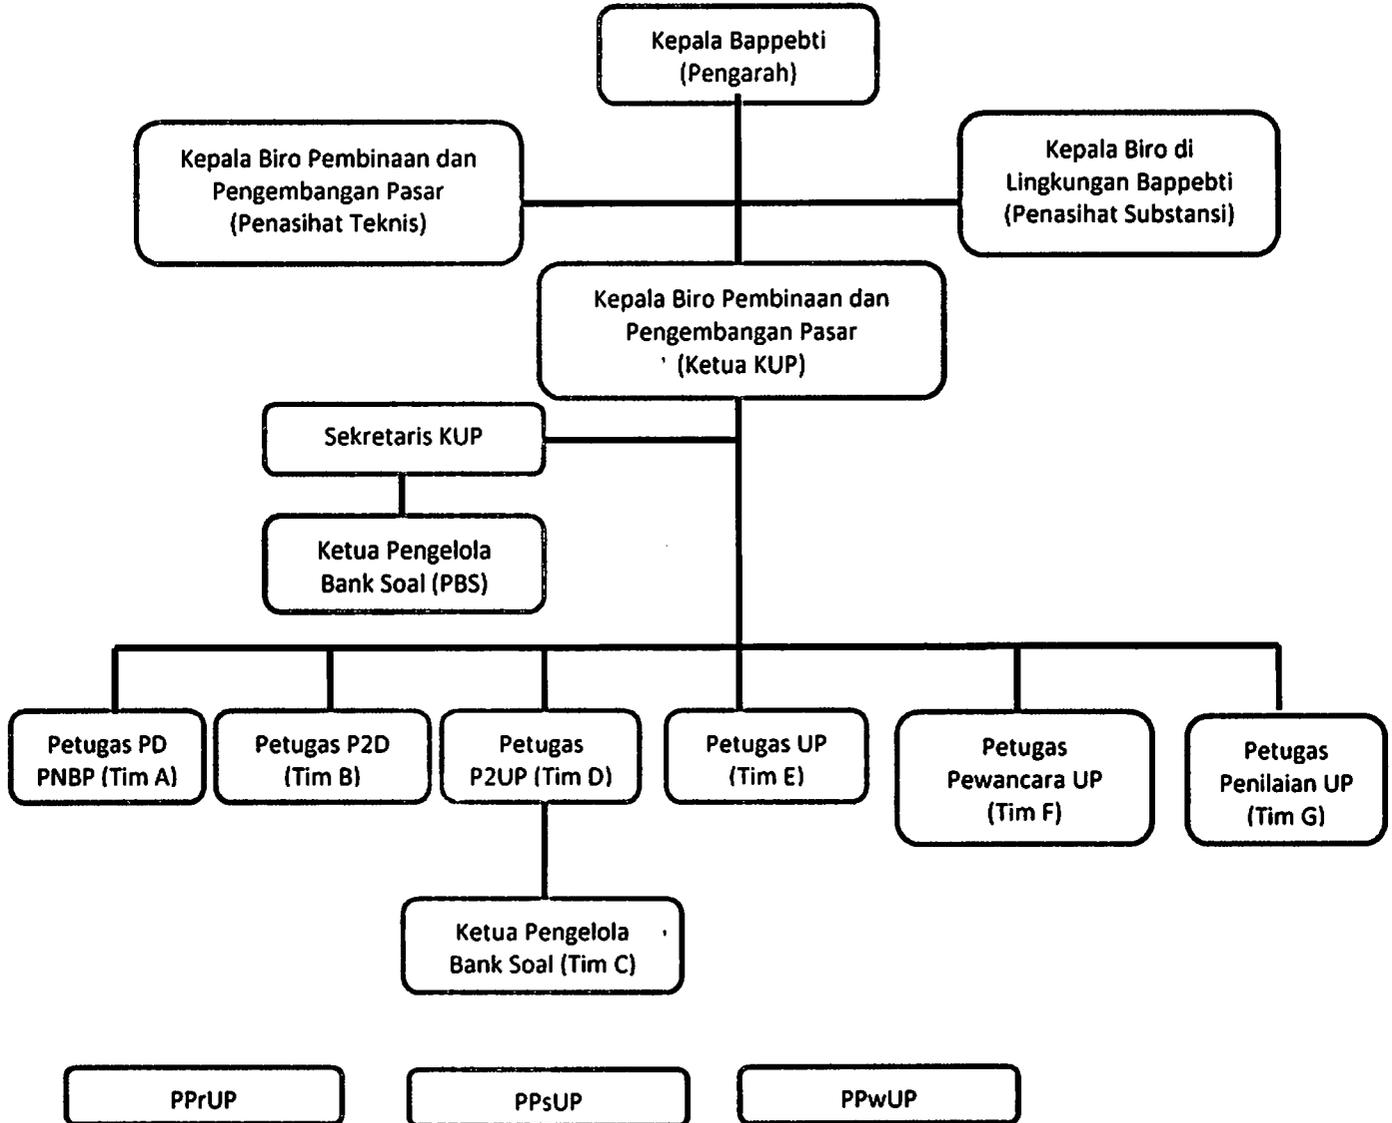 Kepala Bappebti
(Pengarah)
Kepala Biro Pembinaan dan
Pengembangan Pasar
(Penasihat Teknis)
Kepala Biro di
Lingkungan Bappebti
(Penasihat Substansi)
Kepala Biro Pembinaan dan
Pengembangan Pasar
(Ketua KUP)
Sekretaris KUP
Ketua Pengelola
Bank Soal (PBS)
Petugas PD
PNBP (Tim A)
Petugas P2D
(Tim B)
Petugas
P2UP (Tim D)
Petugas UP
(Tim E)
Petugas
Pewancara UP
(Tim F)
Petugas
Penilaian UP
(Tim G)
Ketua Pengelola
Bank Soal (Tim C)
PPrUP
PPsUP
PPwUP